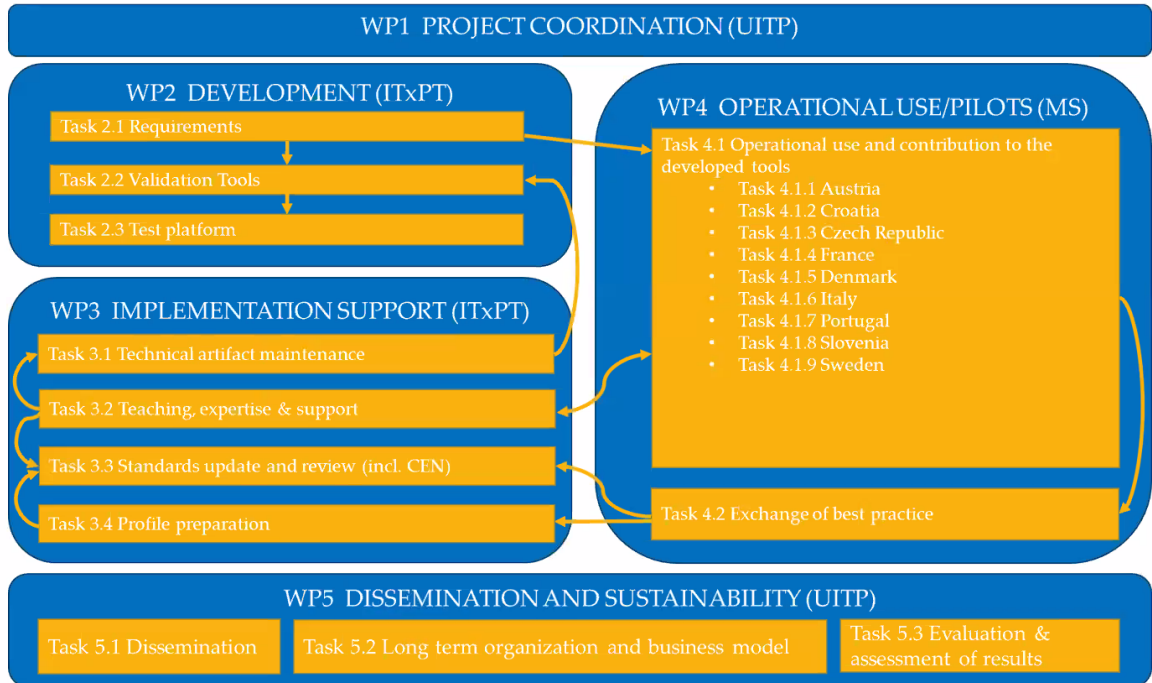 WP1 PROJECT COORDINATION (UITP)
WP2 DEVELOPMENT (ITxPT)
Task 2.1 Requirements
Task 2.2 Validation Tools
Task 2.3 Test platform
WP3 IMPLEMENTATION SUPPORT (ITxPT)
Task 3.1 Technical artifact maintenance
Task 3.2 Teaching, expertise & support
Task 3.3 Standards update and review (incl. CEN)
Task 3.4 Profile preparation
WP4 OPERATIONAL USE/PILOTS (MS)
Task 4.1 Operational use and contribution to the
developed tools
• Task 4.1.1 Austria
• Task 4.1.2 Croatia
• Task 4.1.3 Czech Republic
• Task 4.1.4 France
• Task 4.1.5 Denmark
• Task 4.1.6 Italy
• Task 4.1.7 Portugal
• Task 4.1.8 Slovenia
• Task 4.1.9 Sweden
Task 4.2 Exchange of best practice
WP5 DISSEMINATION AND SUSTAINABILITY (UITP)
Task 5.1 Dissemination
Task 5.2 Long term organization and business model
Task 5.3 Evaluation &
assessment of results